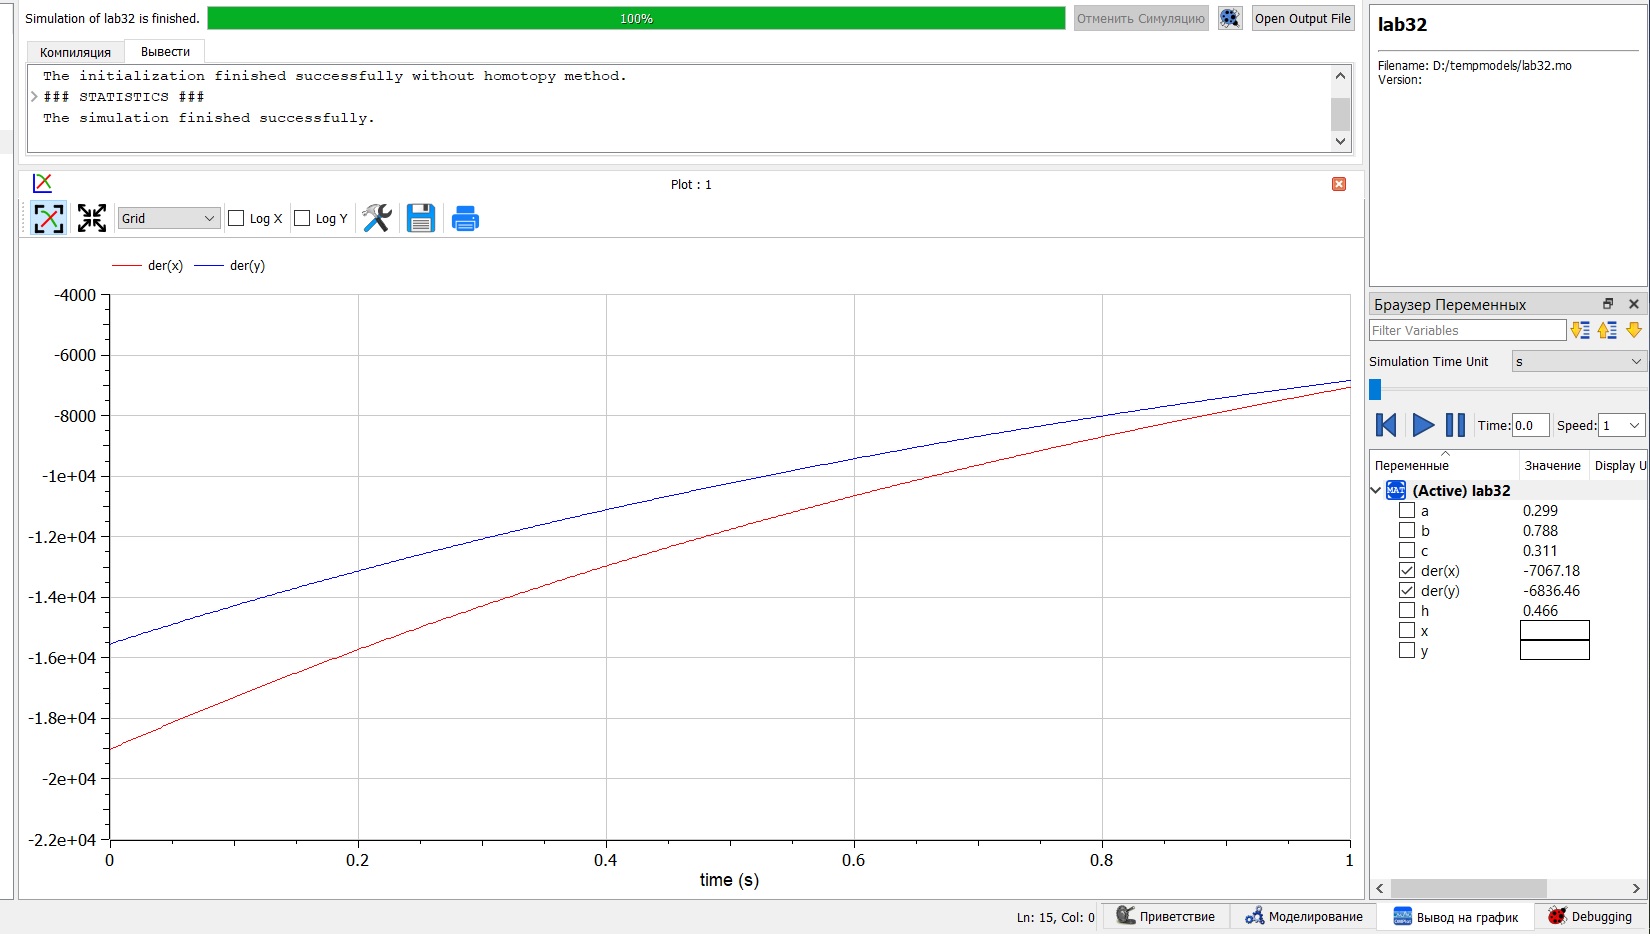 Simulation of lab32 is finished.
100%
Отменить Симуляцию
Open Output File
Компиляция
Вывести
The initialization finished successfully without homotopy method.
### STATISTICS ###
The simulation finished successfully.
Plot : 1
Grid
Log X
Log Y
der(x)
der(y)
-4000
-6000
-8000
-1e+04
-1.2e+04
-1.4e+04
-1.6e+04
-1.8e+04
-2e+04
-2.2e+04
0 0.2 0.4 0.6 0.8 1
time (s)
lab32
Filename: D:/tempmodels/lab32.mo
Version:
Браузер Переменных
Filter Variables
Simulation Time Unit s
Time: 0.0 Speed: 1
Переменные Значение Display U
MAT (Active) lab32
a 0.299
b 0.788
c 0.311
der(x) -7067.18
der(y) -6836.46
h 0.466
x
y
Ln: 15, Col: 0
Приветствие
Моделирование
Вывод на график
Debugging